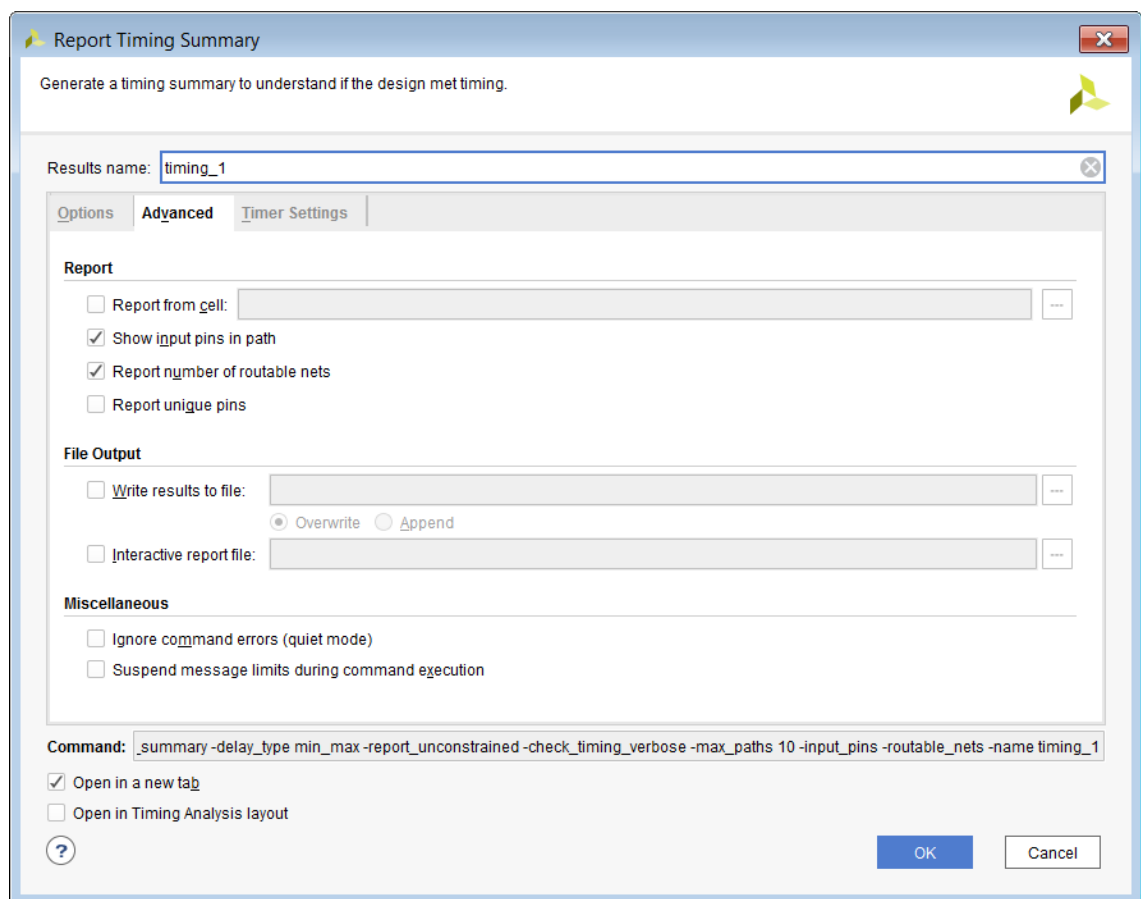 Report Timing Summary
Generate a timing summary to understand if the design met timing.
Results name: timing_1
Options Advanced Timer Settings
Report
Report from cell: ...
Show input pins in path
Report number of routable nets
Report unique pins
File Output
Write results to file: ...
Overwrite Append
Interactive report file: ...
Miscellaneous
Ignore command errors (quiet mode)
Suspend message limits during command execution
Command: _summary -delay_type min_max -report_unconstrained -check_timing_verbose -max_paths 10 -input_pins -routable_nets -name timing_1
Open in a new tab
Open in Timing Analysis layout
? OK Cancel